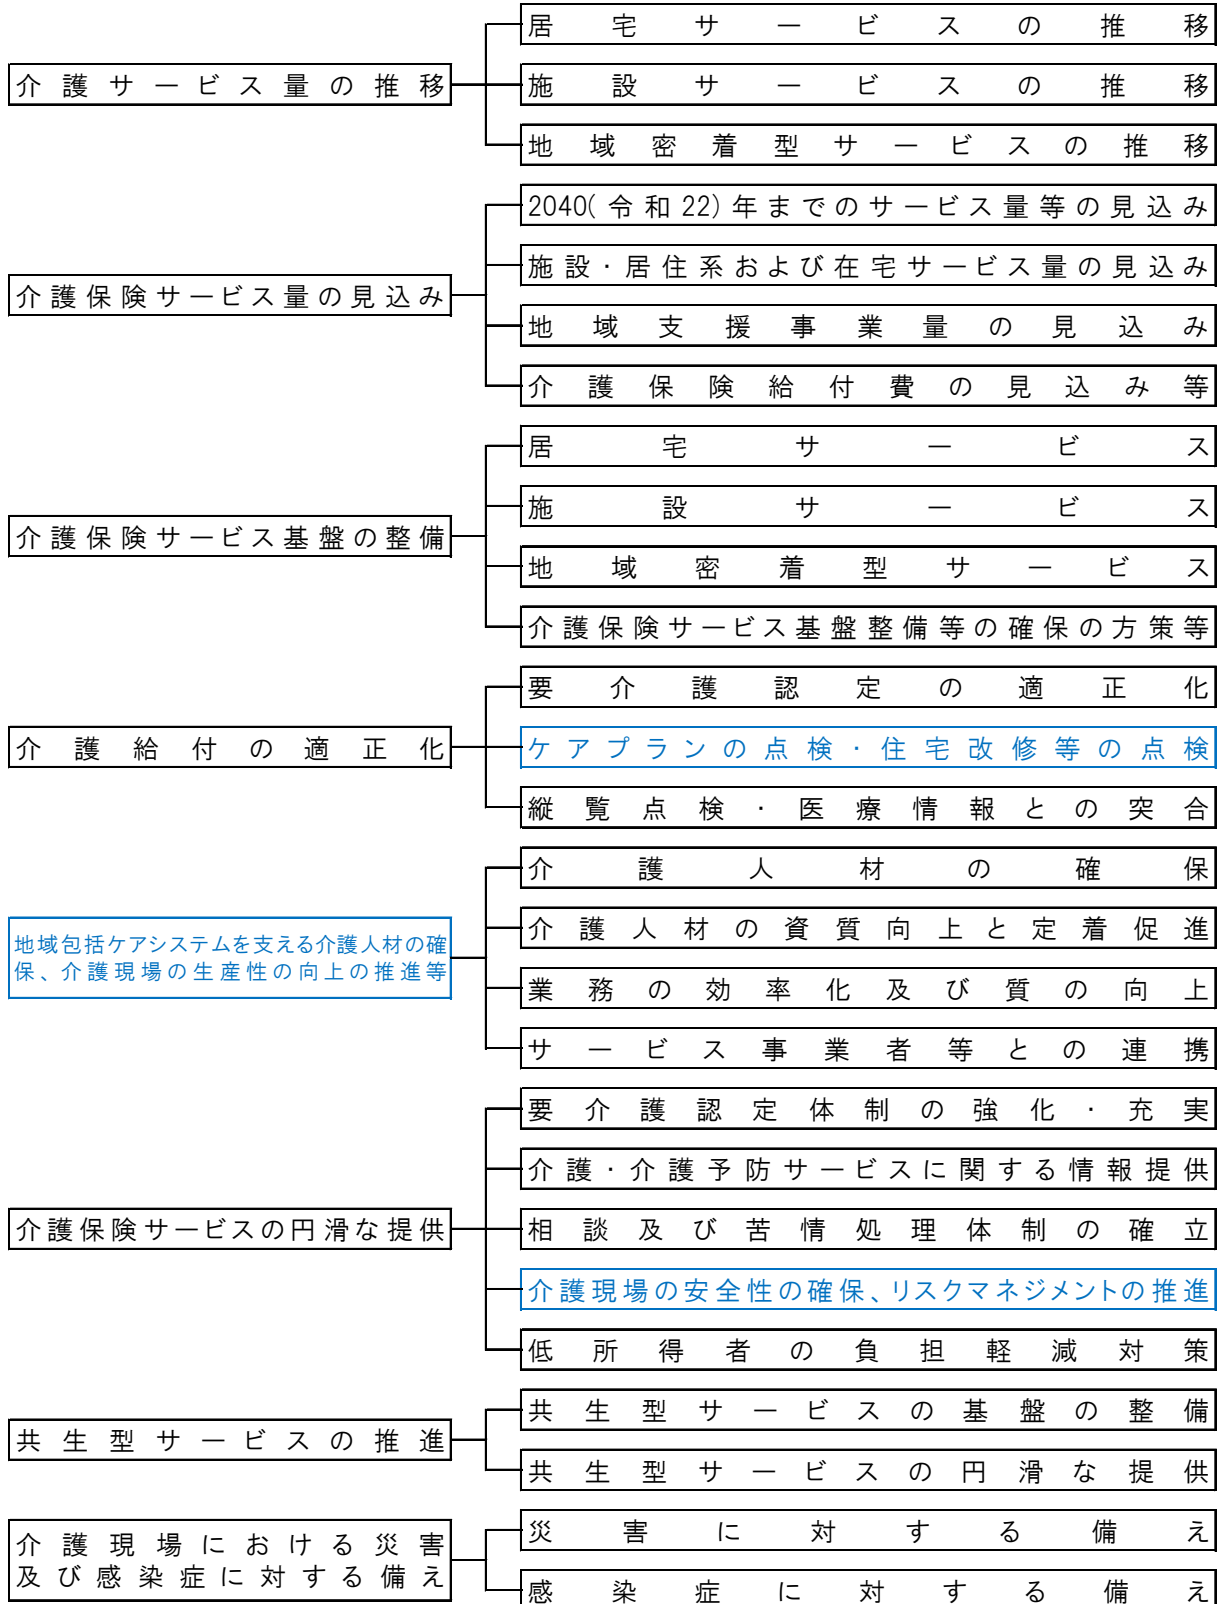 介護サービス量の推移
居宅サービスの推移
施設サービスの推移
地域密着型サービスの推移
介護保険サービス量の見込み
2040(令和22)年までのサービス量等の見込み
施設・居住系および在宅サービス量の見込み
地域支援事業量の見込み
介護保険給付費の見込み等
介護保険サービス基盤の整備
居宅サービス
施設サービス
地域密着型サービス
介護保険サービス基盤整備等の確保の方策等
介護給付の適正化
要介護認定の適正化
ケアプランの点検・住宅改修等の点検
縦覧点検・医療情報との突合
地域包括ケアシステムを支える介護人材の確
保、介護現場の生産性の向上の推進等
介護人材の確保
介護人材の資質向上と定着促進
業務の効率化及び質の向上
サービス事業者等との連携
介護保険サービスの円滑な提供
要介護認定体制の強化・充実
介護・介護予防サービスに関する情報提供
相談及び苦情処理体制の確立
介護現場の安全性の確保、リスクマネジメントの推進
低所得者の負担軽減対策
共生型サービスの推進
共生型サービスの基盤の整備
共生型サービスの円滑な提供
介護現場における災害
及び感染症に対する備え
災害に対する備え
感染症に対する備え